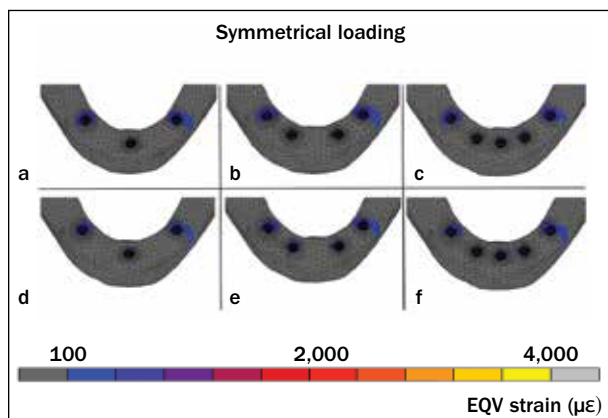 Symmetrical loading
a b c
d e f
100 2,000 4,000
EQV strain (με)